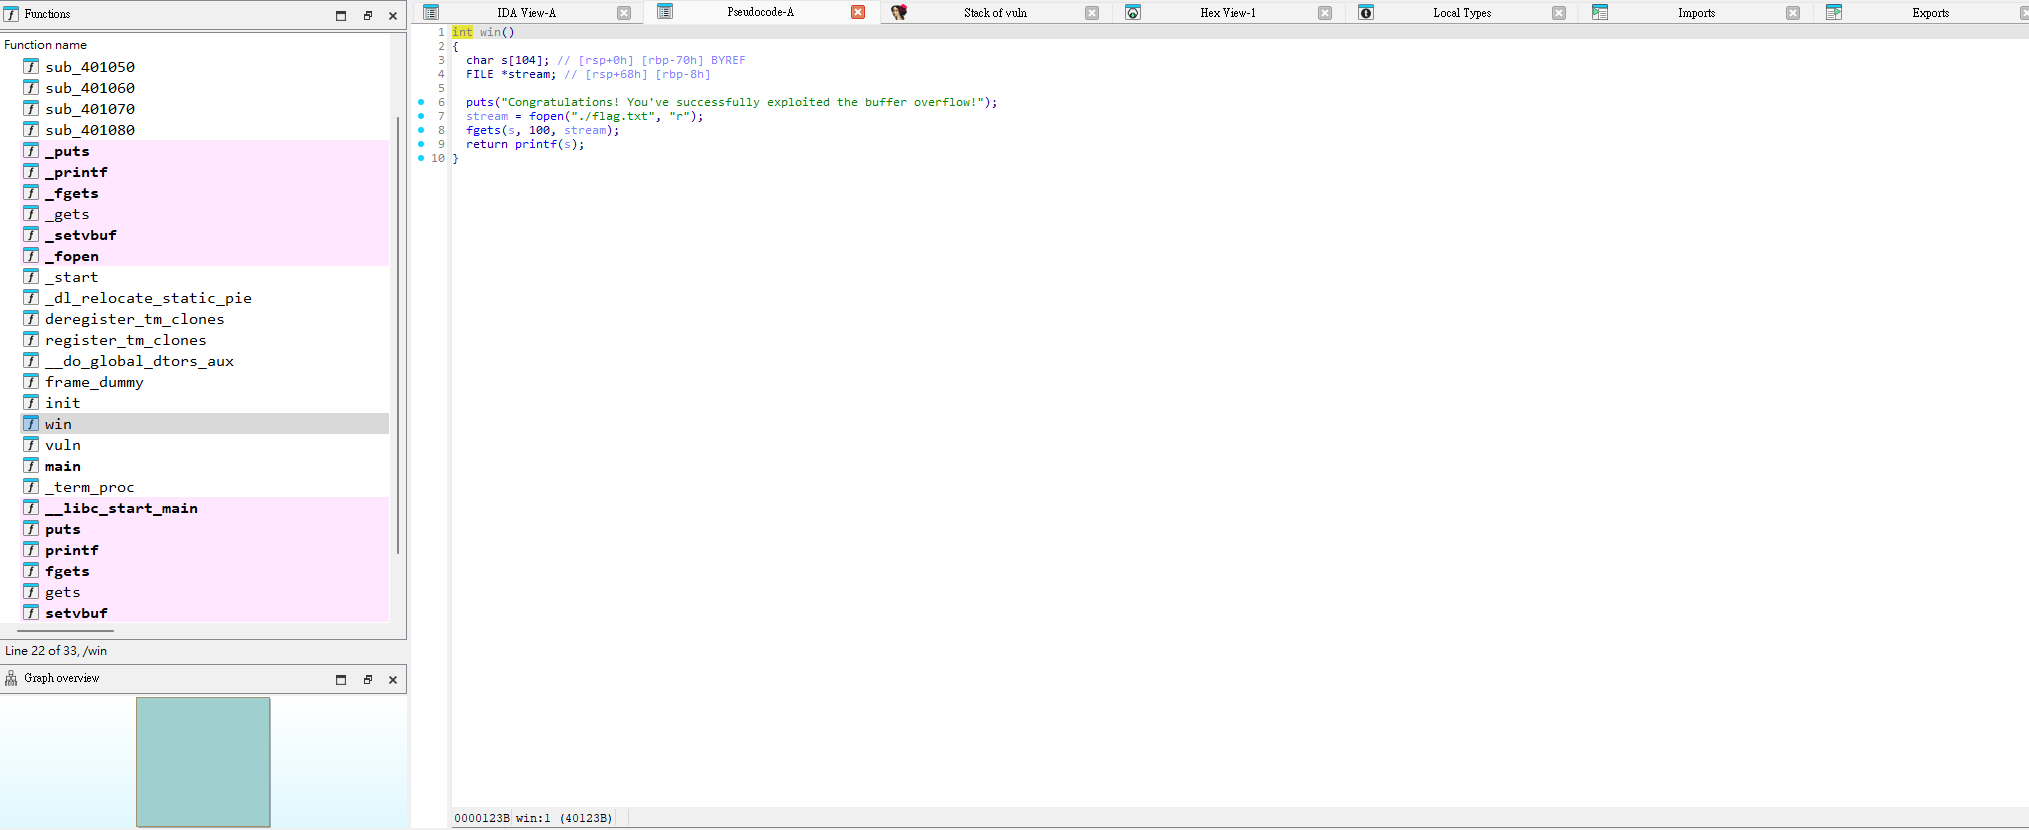 Functions
Function name
sub_401050
sub_401060
sub_401070
sub_401080
_puts
_printf
_fgets
_gets
_setvbuf
_fopen
_start
_dl_relocate_static_pie
deregister_tm_clones
register_tm_clones
__do_global_dtors_aux
frame_dummy
init
win
vuln
main
_term_proc
__libc_start_main
puts
printf
fgets
gets
setvbuf
Line 22 of 33, /win
Graph overview
IDA View-A
Pseudocode-A
Stack of vuln
Hex View-1
Local Types
Imports
Exports
1 int win()
2 {
3 char s[104]; // [rsp+0h] [rbp-70h] BYREF
4 FILE *stream; // [rsp+68h] [rbp-8h]
5
6 puts("Congratulations! You've successfully exploited the buffer overflow!");
7 stream = fopen("./flag.txt", "r");
8 fgets(s, 100, stream);
9 return printf(s);
10 }
0000123B win:1 (40123B)